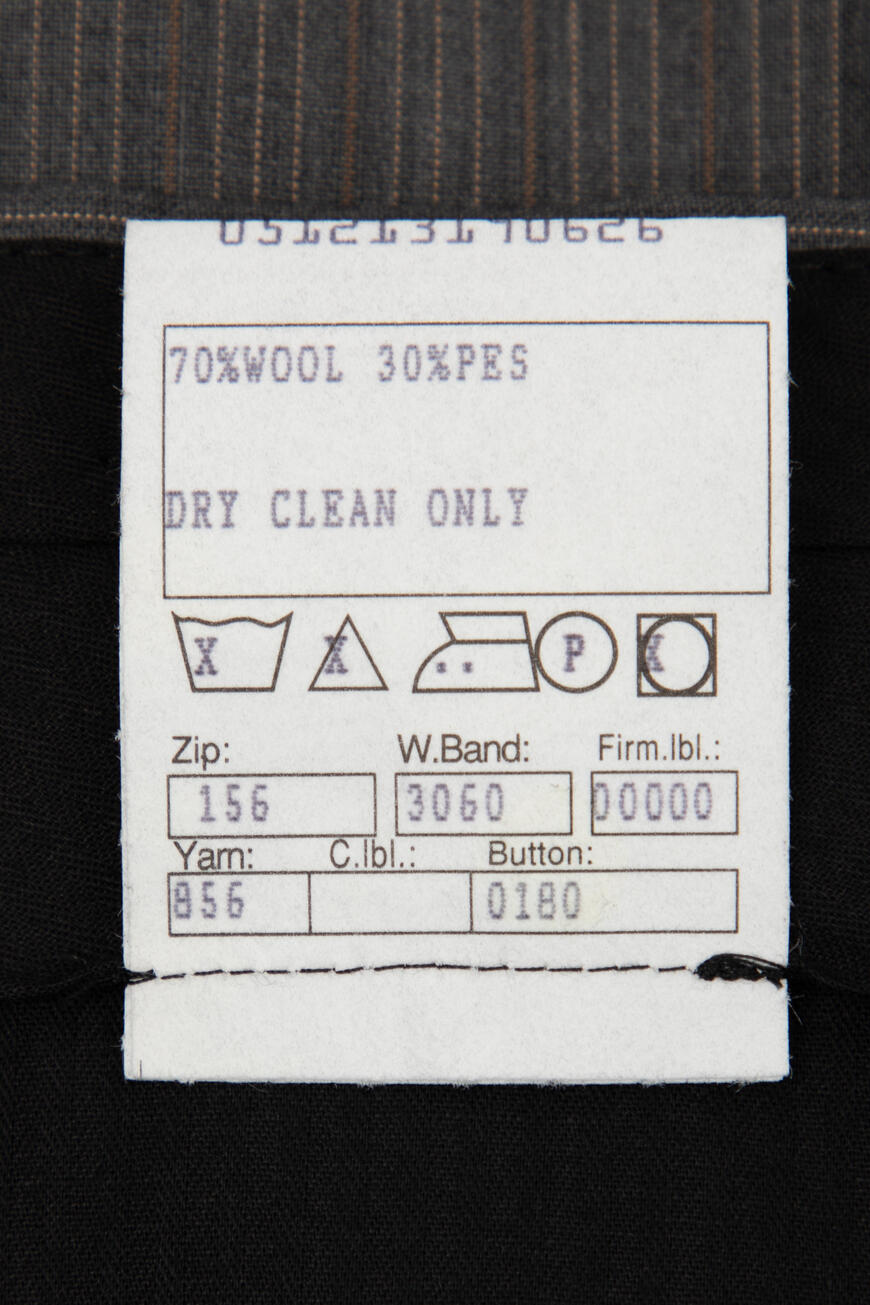 051213190626
70%WOOL 30%PES
DRY CLEAN ONLY
X X .. P X
Zip: W.Band: Firm.lbl.:
156 3060 00000
Yarn: C.lbl.: Button:
856 0180